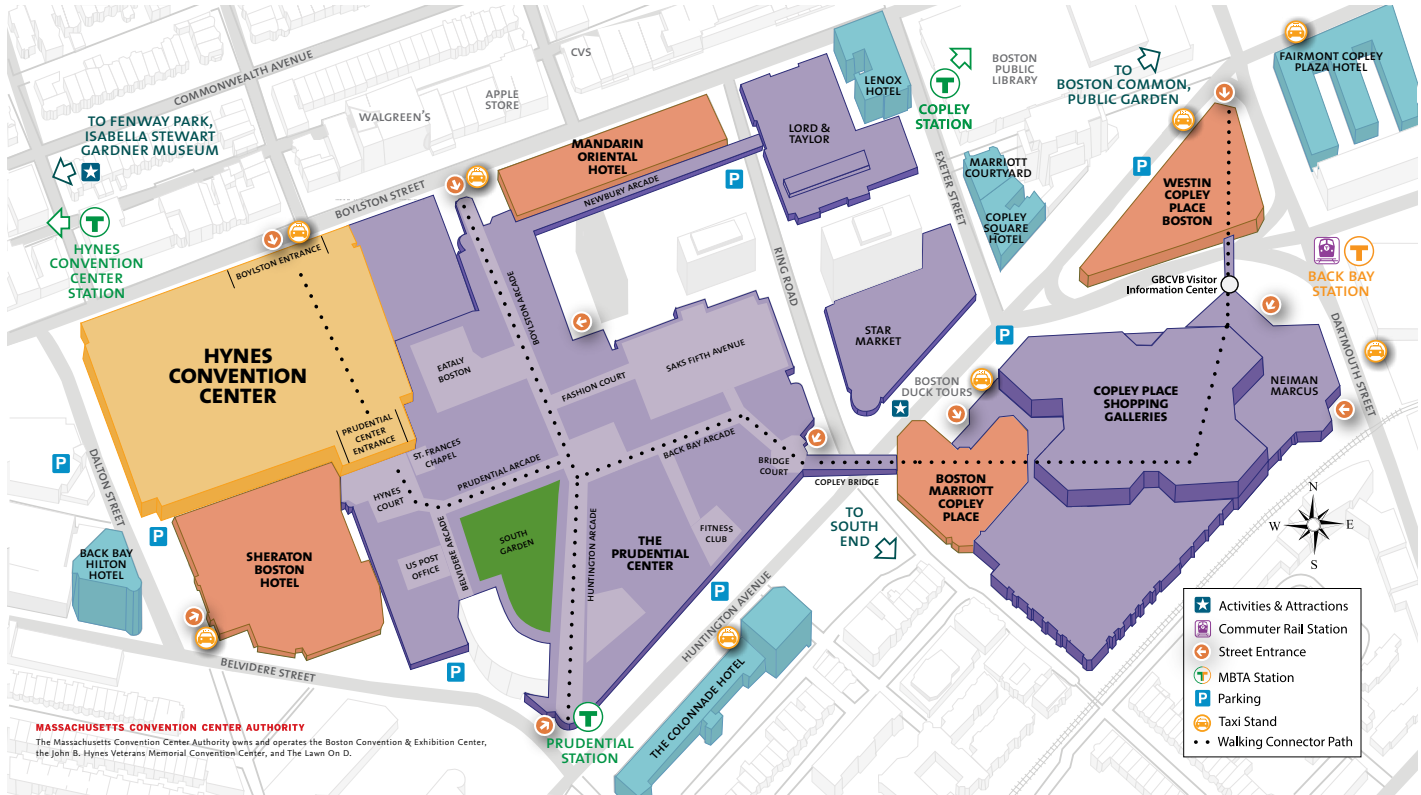 COMMONWEALTH AVENUE
CVS
APPLE
STORE
WALGREEN'S
TO FENWAY PARK,
ISABELLA STEWART
GARDNER MUSEUM
T
HYNES
CONVENTION
CENTER
STATION
BOYLSTON STREET
MANDARIN
ORIENTAL
HOTEL
NEWBURY ARCADE
P
LORD &
TAYLOR
LENOX
HOTEL
T
COPLEY
STATION
BOSTON
PUBLIC
LIBRARY
TO
BOSTON COMMON,
PUBLIC GARDEN
FAIRMONT COPLEY
PLAZA HOTEL
EXETER STREET
MARRIOTT
COURTYARD
COPLEY
SQUARE
HOTEL
P
WESTIN
COPLEY
PLACE
BOSTON
T
BACK BAY
STATION
GBCVB Visitor
Information Center
DARTMOUTH STREET
BOYLSTON ENTRANCE
HYNES
CONVENTION
CENTER
PRUDENTIAL
CENTER
ENTRANCE
BOYLSTON ARCADE
EATALY
BOSTON
FASHION COURT
SAKS FIFTH AVENUE
RING ROAD
STAR
MARKET
P
BOSTON
DUCK TOURS
COPLEY PLACE
SHOPPING
GALLERIES
NEIMAN
MARCUS
ST. FRANCES
CHAPEL
HYNES
COURT
PRUDENTIAL ARCADE
BACK BAY ARCADE
BRIDGE
COURT
COPLEY BRIDGE
BOSTON
MARRIOTT
COPLEY
PLACE
DALTON STREET
P
P
BACK BAY
HILTON
HOTEL
SHERATON
BOSTON
HOTEL
US POST
OFFICE
BELVIDERE ARCADE
SOUTH
GARDEN
HUNTINGTON ARCADE
THE
PRUDENTIAL
CENTER
FITNESS
CLUB
TO
SOUTH
END
P
HUNTINGTON AVENUE
THE COLONNADE HOTEL
BELVIDERE STREET
P
T
PRUDENTIAL
STATION
N
W
E
S
Activities & Attractions
Commuter Rail Station
Street Entrance
T MBTA Station
P Parking
Taxi Stand
Walking Connector Path
MASSACHUSETTS CONVENTION CENTER AUTHORITY
The Massachusetts Convention Center Authority owns and operates the Boston Convention & Exhibition Center,
the John B. Hynes Veterans Memorial Convention Center, and The Lawn On D.